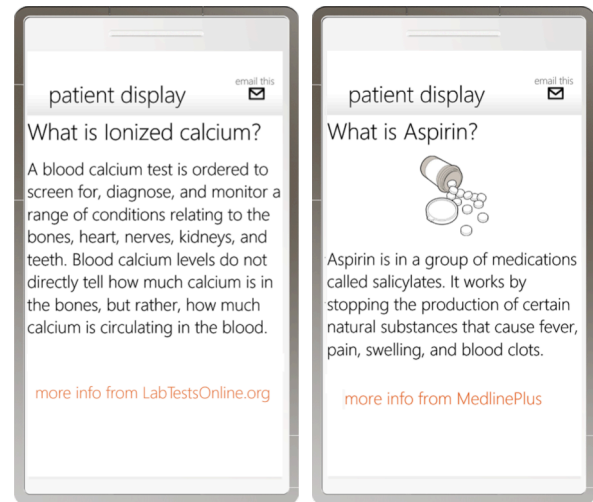 email this
patient display
What is Ionized calcium?
A blood calcium test is ordered to
screen for, diagnose, and monitor a
range of conditions relating to the
bones, heart, nerves, kidneys, and
teeth. Blood calcium levels do not
directly tell how much calcium is in
the bones, but rather, how much
calcium is circulating in the blood.
more info from LabTestsOnline.org
email this
patient display
What is Aspirin?
Aspirin is in a group of medications
called salicylates. It works by
stopping the production of certain
natural substances that cause fever,
pain, swelling, and blood clots.
more info from MedlinePlus